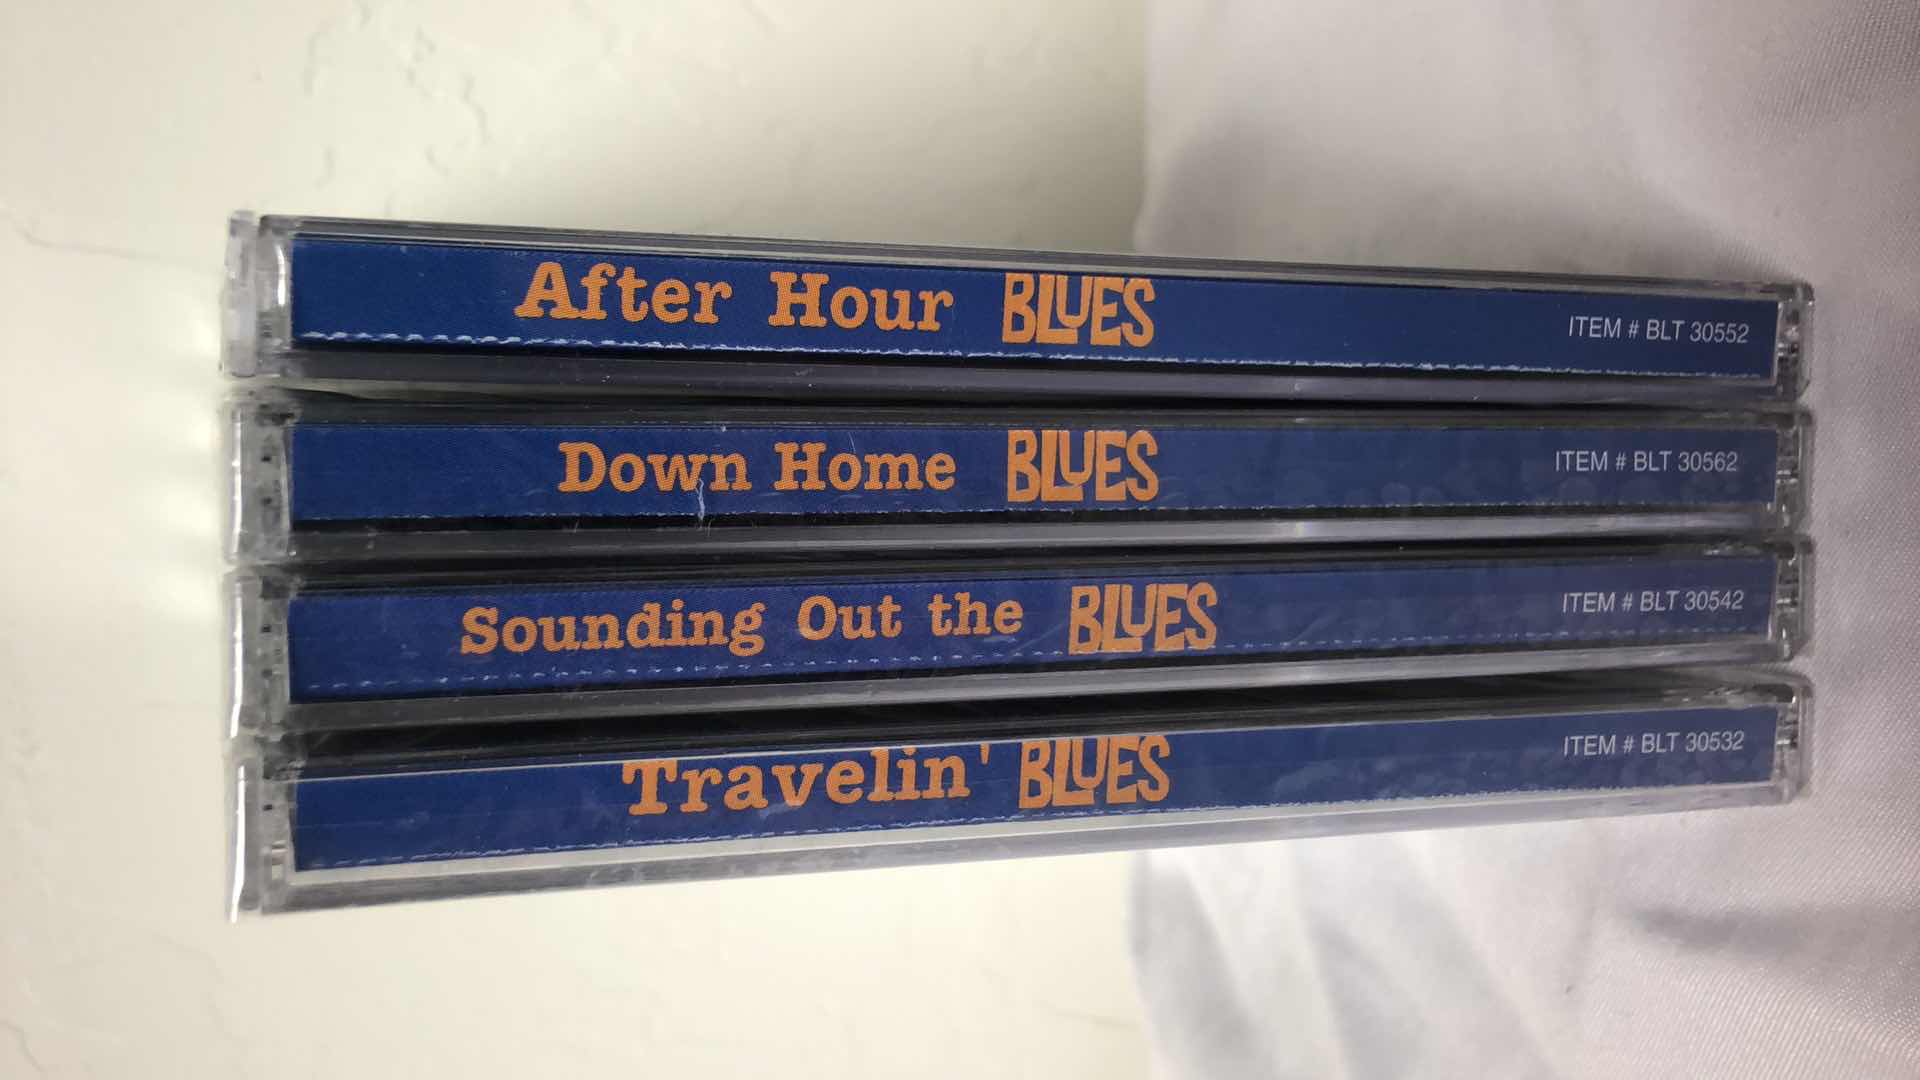 After Hour BLUES ITEM # BLT 30552
Down Home BLUES ITEM # BLT 30562
Sounding Out the BLUES ITEM # BLT 30542
Travelin' BLUES ITEM # BLT 30532